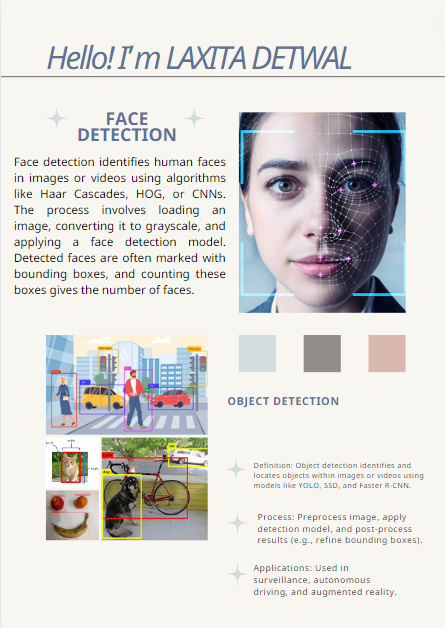 Hello! I'm LAXITA DETWAL
FACE
DETECTION
Face detection identifies human faces
in images or videos using algorithms
like Haar Cascades, HOG, or CNNs.
The process involves loading an
image, converting it to grayscale, and
applying a face detection model.
Detected faces are often marked with
bounding boxes, and counting these
boxes gives the number of faces.
OBJECT DETECTION
Definition: Object detection identifies and
locates objects within images or videos using
models like YOLO, SSD, and Faster R-CNN.
Process: Preprocess image, apply
detection model, and post-process
results (e.g., refine bounding boxes).
Applications: Used in
surveillance, autonomous
driving, and augmented reality.
dog